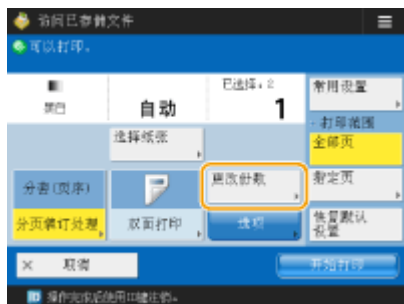 访问已存储文件
可以打印。
黑白
自动
已选择:2
1
常用设置
·打印范围
全部页
选择纸张
分套(页序)
更改份数
指定页
分页装订处理
双面打印
选项
恢复默认
设置
× 取消
开始打印
ID 操作完成后使用ID键注销。